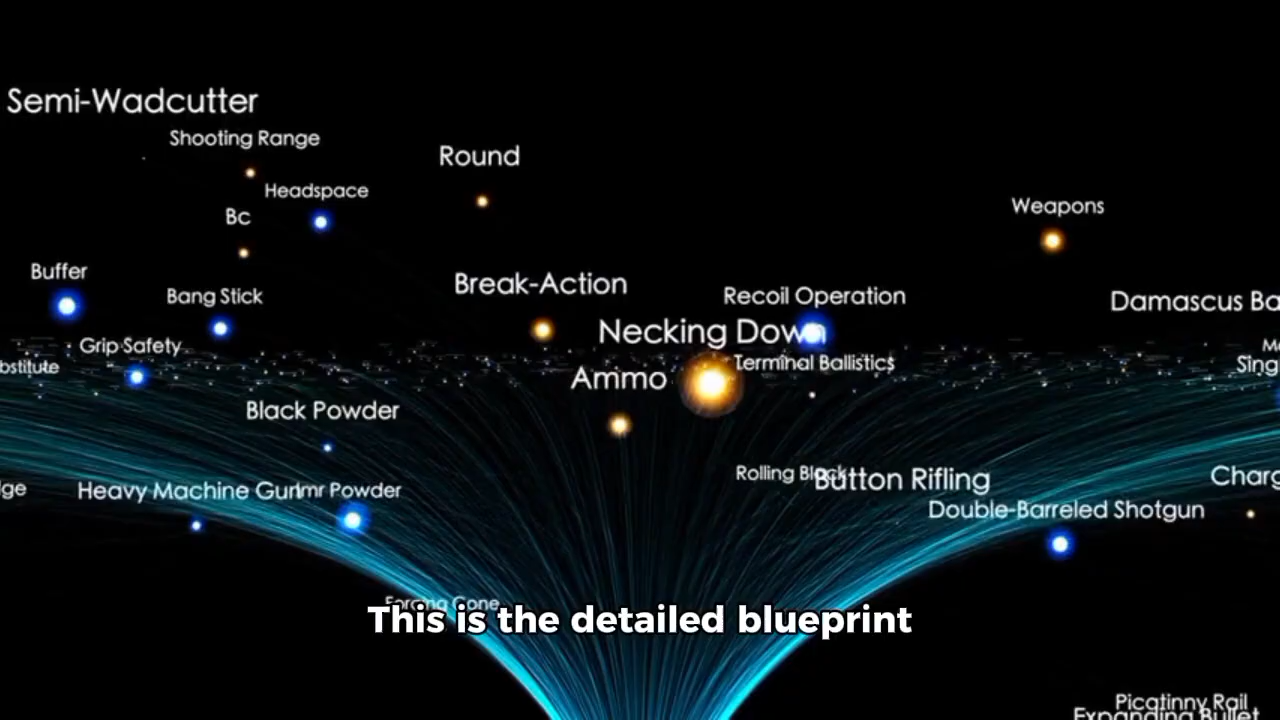 Semi-Wadcutter
Shooting Range
Round
Headspace
Bc
Weapons
Buffer
Bang Stick
Break-Action
Recoil Operation
Damascus Ba
Necking Down
Grip Safety
bstitute
Terminal Ballistics
Sing
Ammo
Black Powder
Rolling Block
Button Rifling
Charg
Heavy Machine Gun
Imr Powder
Double-Barreled Shotgun
Forcing Cone
This is the detailed blueprint
Picatinny Rail
Expanding Bullet